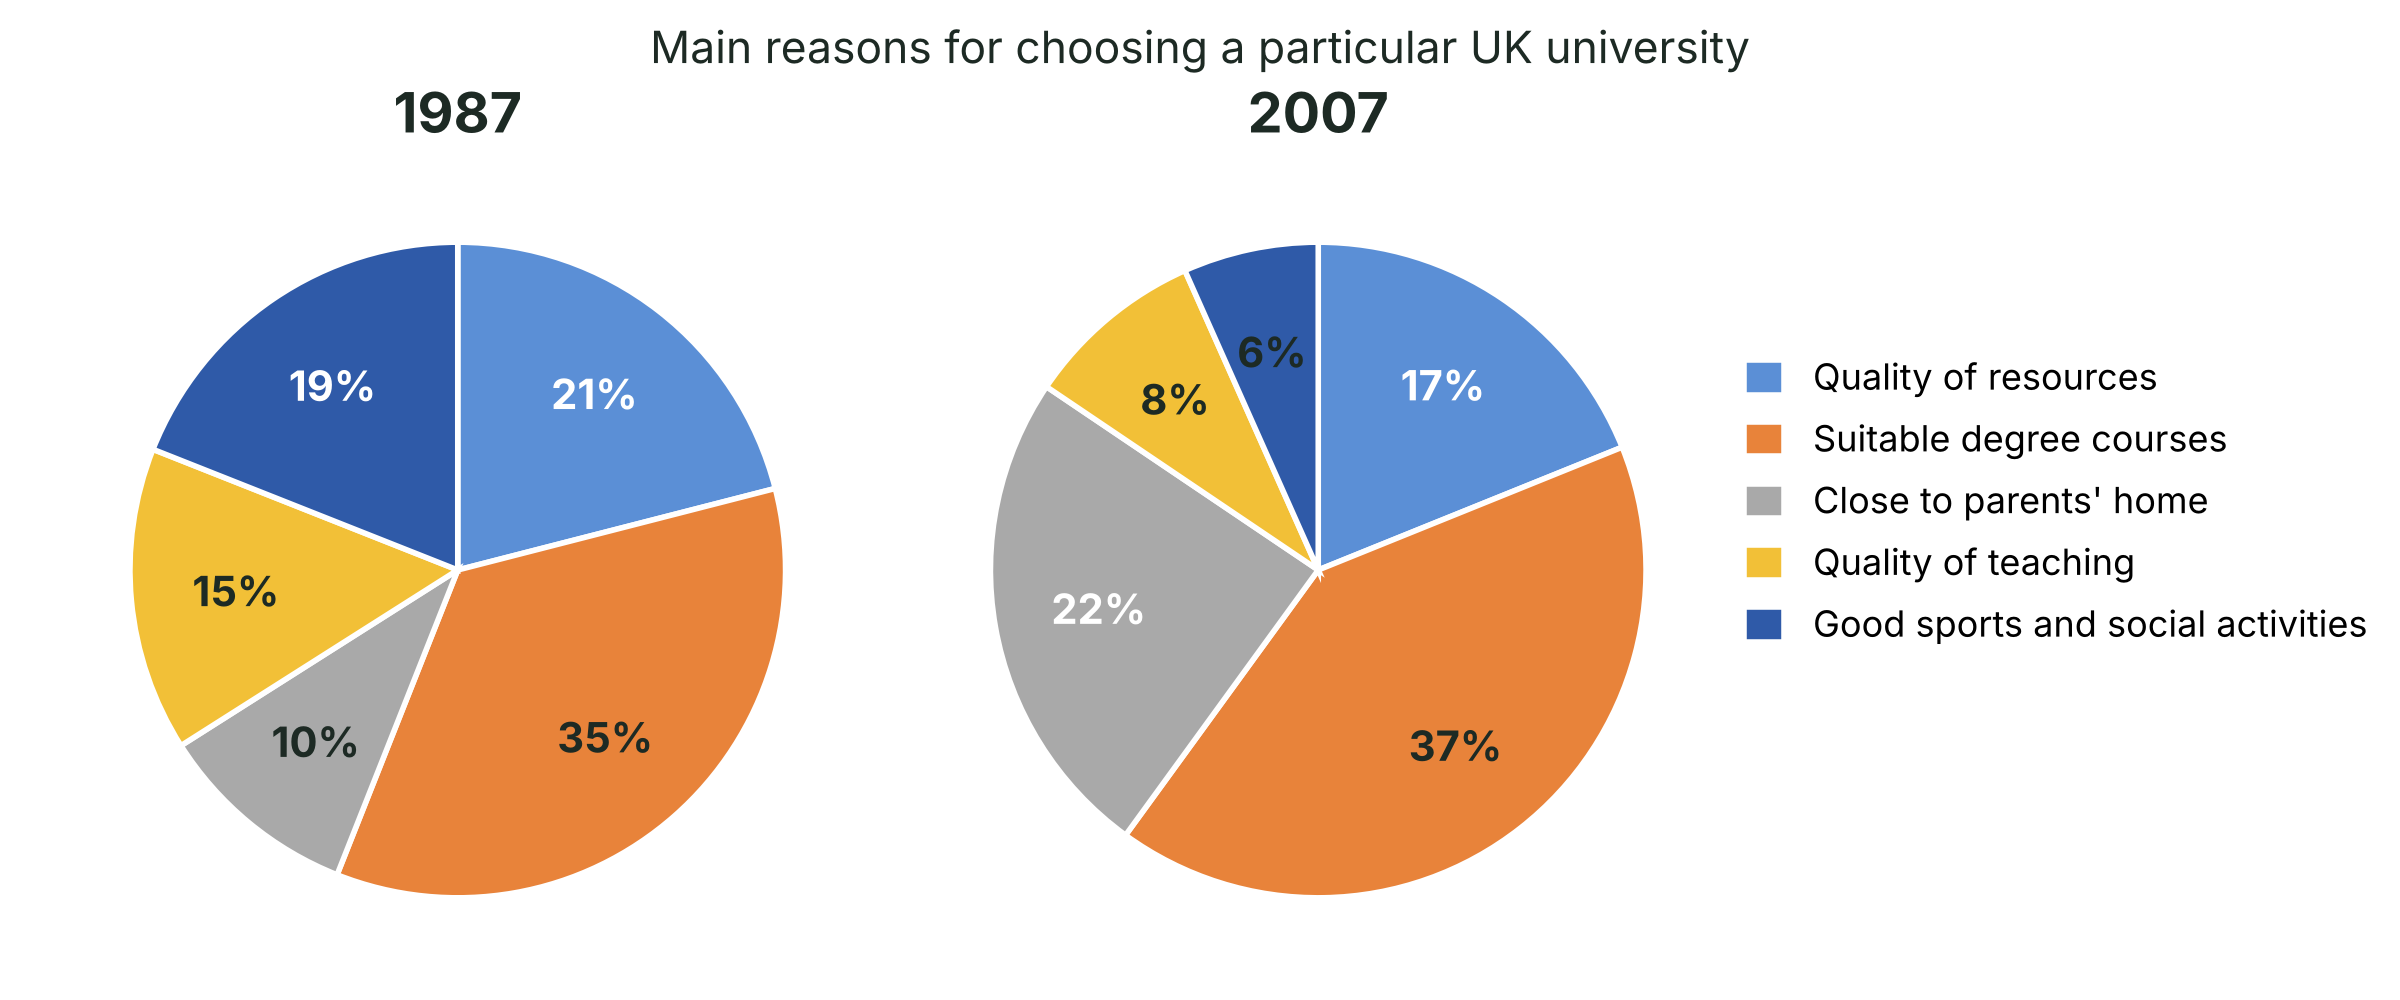 Main reasons for choosing a particular UK university
1987
2007
19%
21%
15%
10%
35%
6%
17%
8%
22%
37%
Quality of resources
Suitable degree courses
Close to parents' home
Quality of teaching
Good sports and social activities